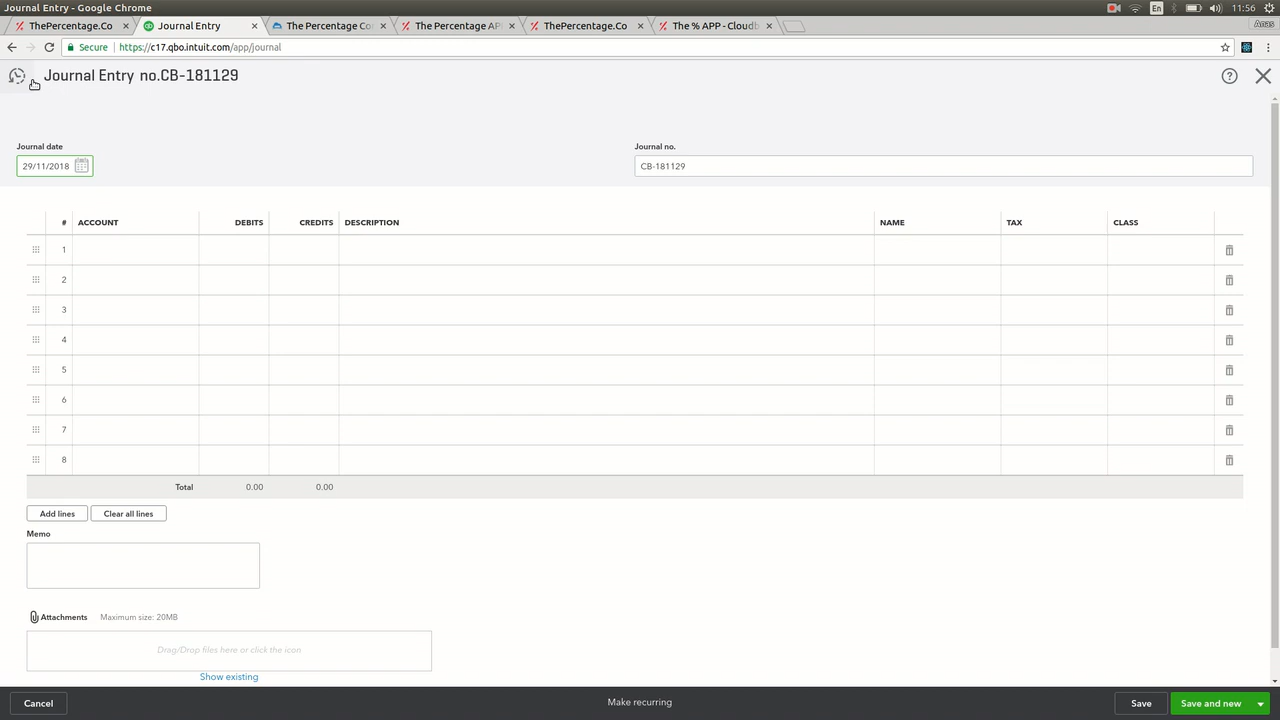 Journal Entry - Google Chrome
En
11:56
ThePercentage.Co
Journal Entry
The Percentage Co
The Percentage AP
ThePercentage.Co
The % APP - Cloudb
Anas
Secure
https://c17.qbo.intuit.com/app/journal
Journal Entry no.CB-181129
Journal date
Journal no.
29/11/2018
CB-181129
# ACCOUNT DEBITS CREDITS DESCRIPTION NAME TAX CLASS
1
2
3
4
5
6
7
8
Total 0.00 0.00
Add lines
Clear all lines
Memo
Attachments Maximum size: 20MB
Drag/Drop files here or click the icon
Show existing
Cancel
Make recurring
Save
Save and new